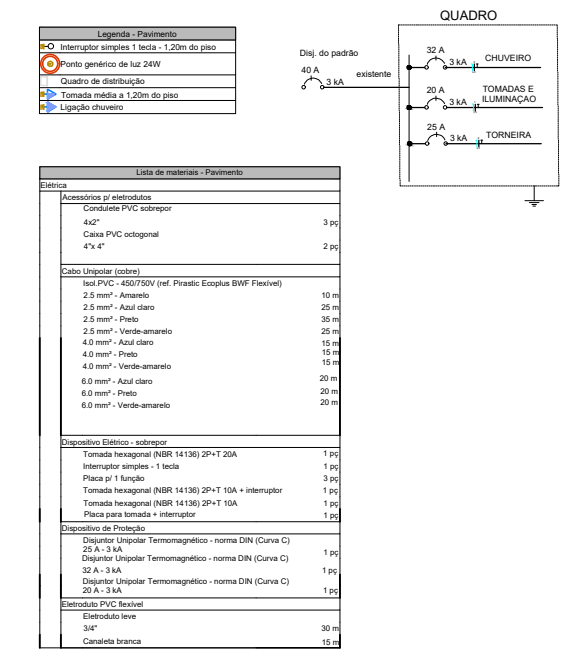 Legenda - Pavimento
Interruptor simples 1 tecla - 1,20m do piso
Ponto genérico de luz 24W
Quadro de distribuição
Tomada média a 1,20m do piso
Ligação chuveiro
QUADRO
Disj. do padrão
40 A
3 kA
existente
32 A
3 kA
CHUVEIRO
20 A
3 kA
TOMADAS E
ILUMINAÇAO
25 A
3 kA
TORNEIRA
Lista de materiais - Pavimento
Elétrica
Acessórios p/ eletrodutos
Condulete PVC sobrepor
4x2" 3 pç
Caixa PVC octogonal
4"x 4" 2 pç
Cabo Unipolar (cobre)
Isol.PVC - 450/750V (ref. Pirastic Ecoplus BWF Flexível)
2.5 mm² - Amarelo 10 m
2.5 mm² - Azul claro 25 m
2.5 mm² - Preto 35 m
2.5 mm² - Verde-amarelo 25 m
4.0 mm² - Azul claro 15 m
4.0 mm² - Preto 15 m
4.0 mm² - Verde-amarelo 15 m
6.0 mm² - Azul claro 20 m
6.0 mm² - Preto 20 m
6.0 mm² - Verde-amarelo 20 m
Dispositivo Elétrico - sobrepor
Tomada hexagonal (NBR 14136) 2P+T 20A 1 pç
Interruptor simples - 1 tecla 1 pç
Placa p/ 1 função 3 pç
Tomada hexagonal (NBR 14136) 2P+T 10A + interruptor 1 pç
Tomada hexagonal (NBR 14136) 2P+T 10A 1 pç
Placa para tomada + interruptor 1 pç
Dispositivo de Proteção
Disjuntor Unipolar Termomagnético - norma DIN (Curva C)
25 A - 3 kA 1 pç
Disjuntor Unipolar Termomagnético - norma DIN (Curva C)
32 A - 3 kA 1 pç
Disjuntor Unipolar Termomagnético - norma DIN (Curva C)
20 A - 3 kA 1 pç
Eletroduto PVC flexível
Eletroduto leve
3/4" 30 m
Canaleta branca 15 m